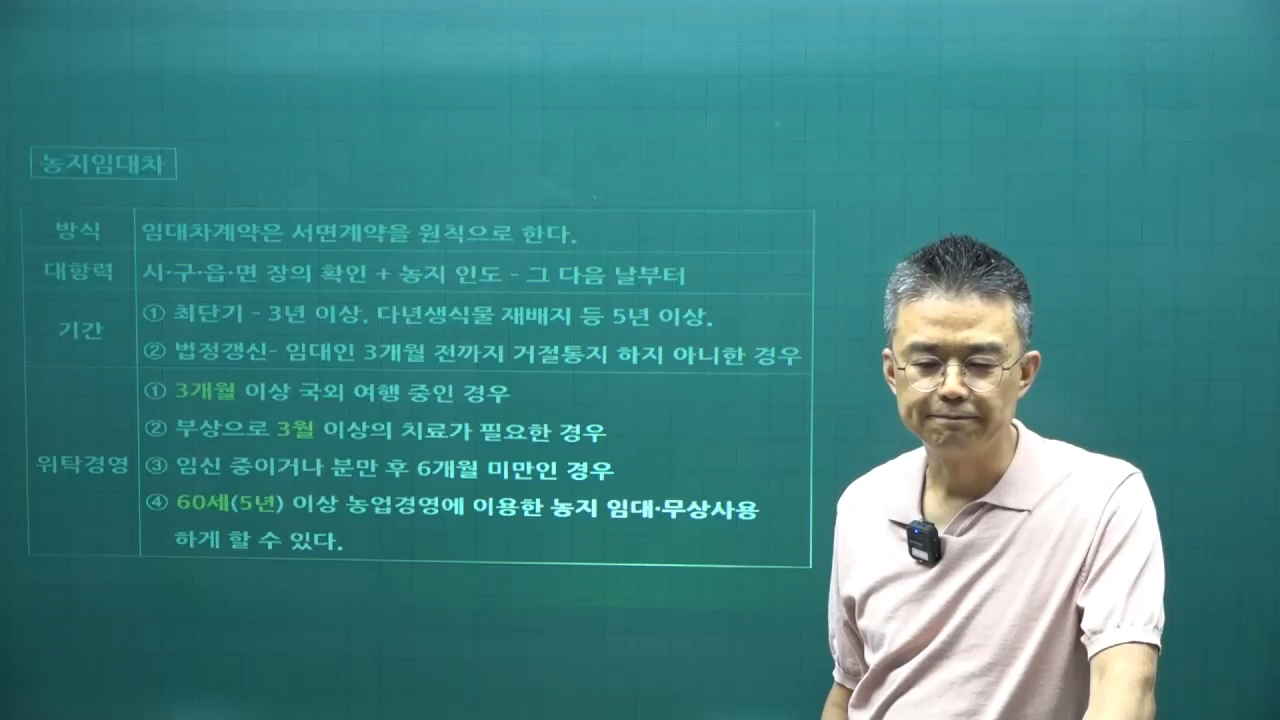 농지임대차
방식 임대차계약은 서면계약을 원칙으로 한다.
대항력 시·구·읍·면 장의 확인 + 농지 인도 - 그 다음 날부터
기간
① 최단기 - 3년 이상. 다년생식물 재배지 등 5년 이상.
② 법정갱신- 임대인 3개월 전까지 거절통지 하지 아니한 경우
위탁경영
① 3개월 이상 국외 여행 중인 경우
② 부상으로 3월 이상의 치료가 필요한 경우
③ 임신 중이거나 분만 후 6개월 미만인 경우
④ 60세(5년) 이상 농업경영에 이용한 농지 임대·무상사용
하게 할 수 있다.